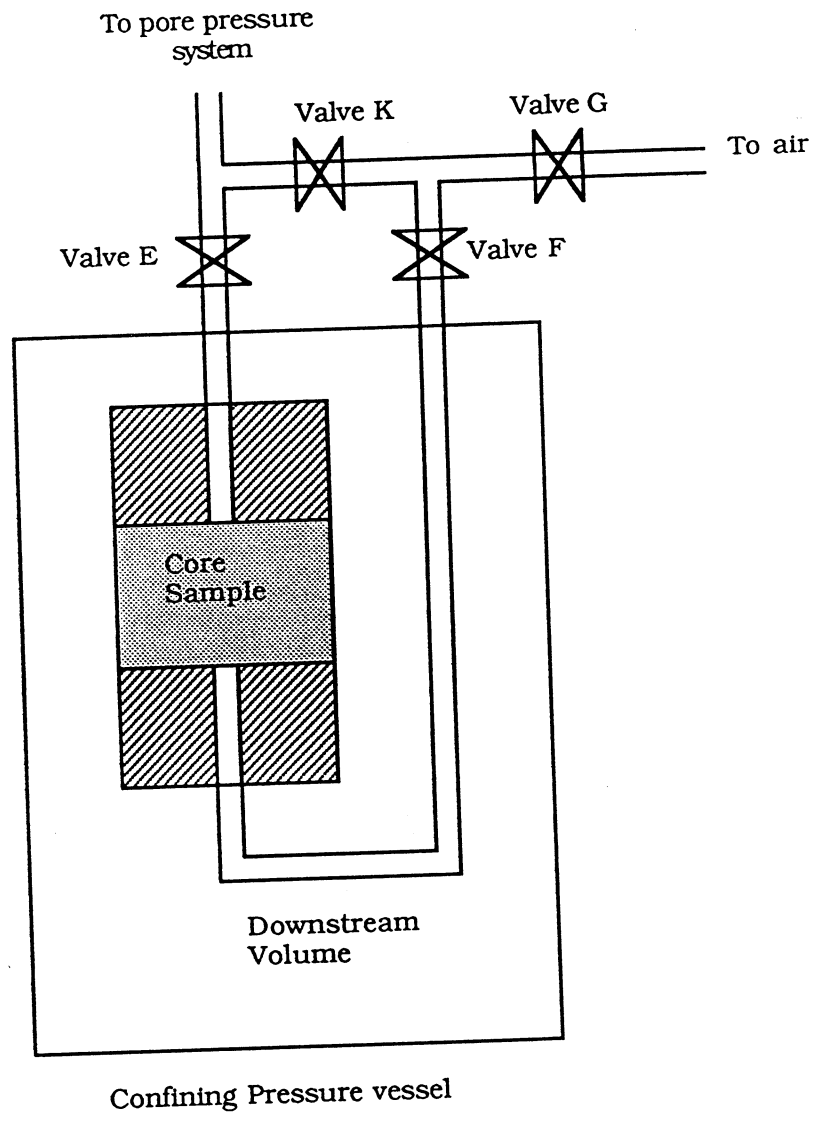 To pore pressure
system
Valve K
Valve G
To air
Valve E
Valve F
Core
Sample
Downstream
Volume
Confining Pressure vessel